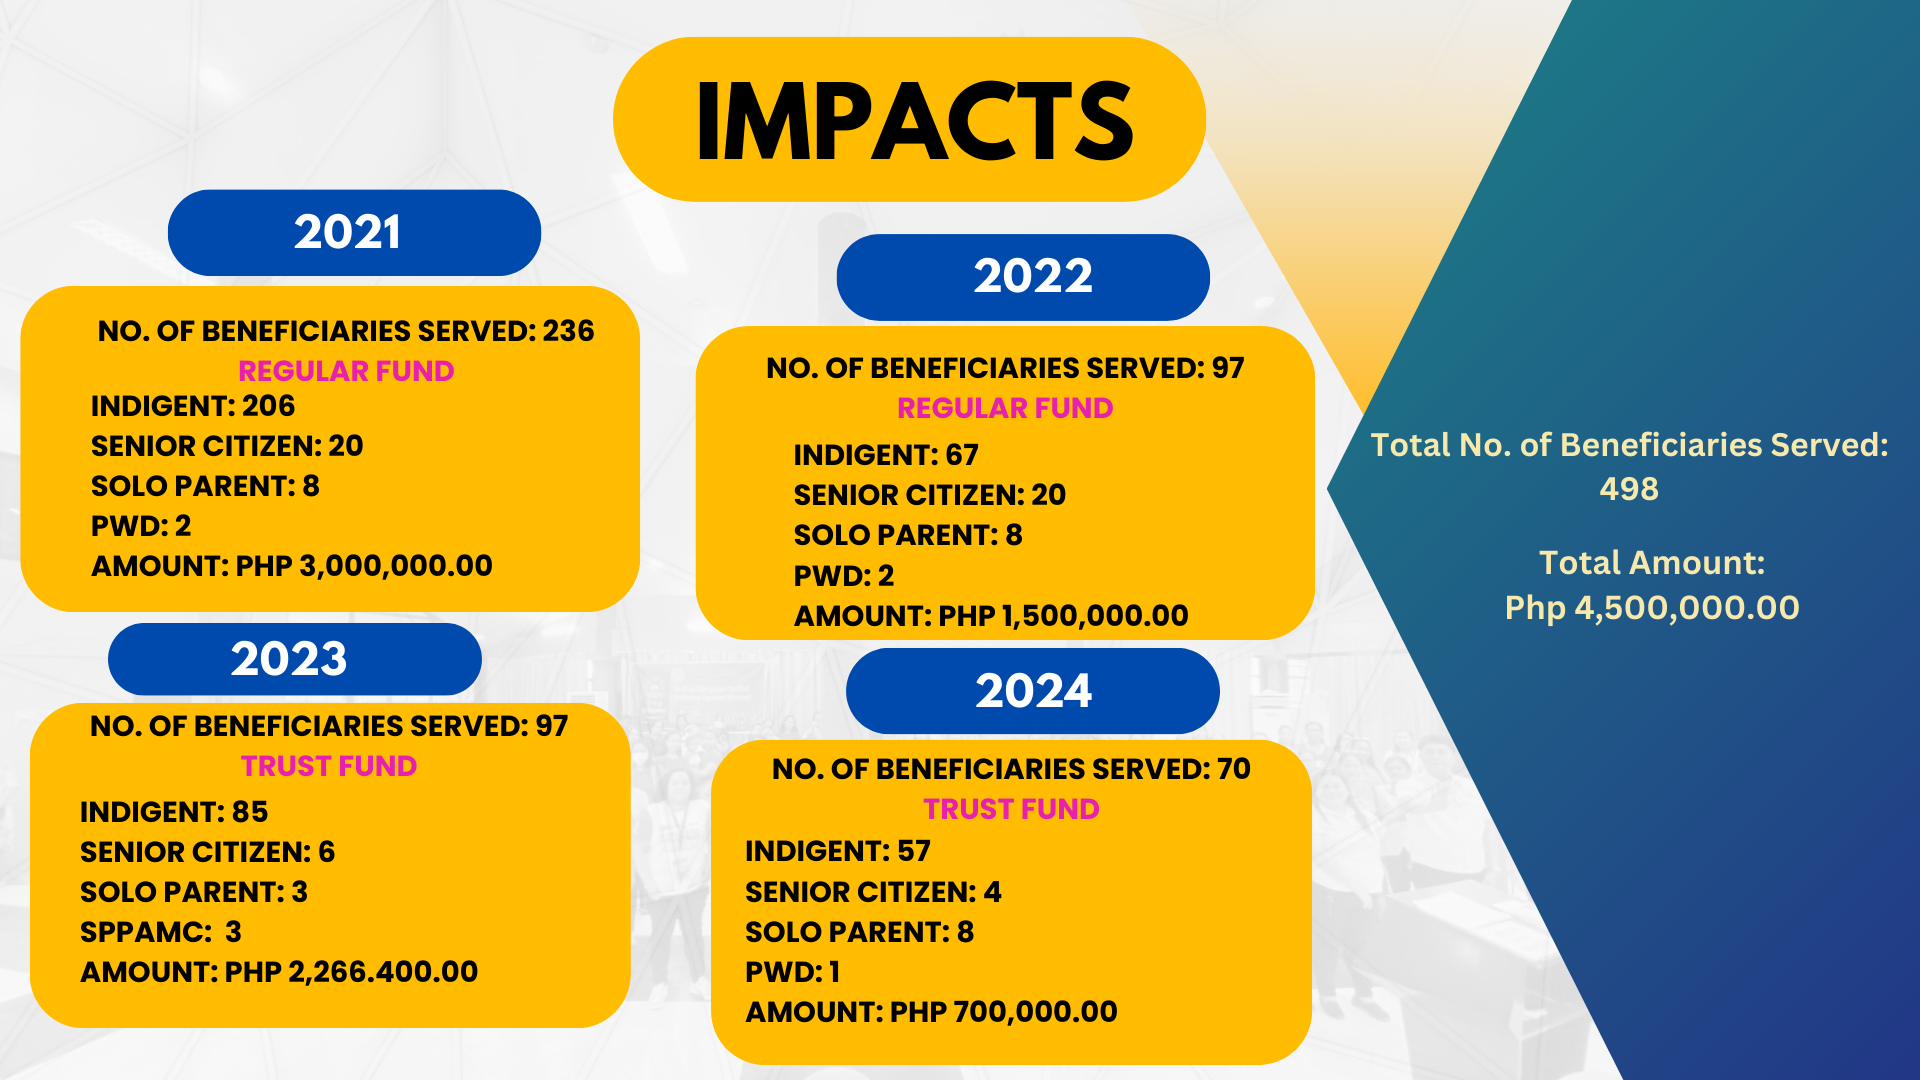 IMPACTS
2021
NO. OF BENEFICIARIES SERVED: 236
REGULAR FUND
INDIGENT: 206
SENIOR CITIZEN: 20
SOLO PARENT: 8
PWD: 2
AMOUNT: PHP 3,000,000.00
2022
NO. OF BENEFICIARIES SERVED: 97
REGULAR FUND
INDIGENT: 67
SENIOR CITIZEN: 20
SOLO PARENT: 8
PWD: 2
AMOUNT: PHP 1,500,000.00
2023
NO. OF BENEFICIARIES SERVED: 97
TRUST FUND
INDIGENT: 85
SENIOR CITIZEN: 6
SOLO PARENT: 3
SPPAMC: 3
AMOUNT: PHP 2,266.400.00
2024
NO. OF BENEFICIARIES SERVED: 70
TRUST FUND
INDIGENT: 57
SENIOR CITIZEN: 4
SOLO PARENT: 8
PWD: 1
AMOUNT: PHP 700,000.00
Total No. of Beneficiaries Served:
498
Total Amount:
Php 4,500,000.00